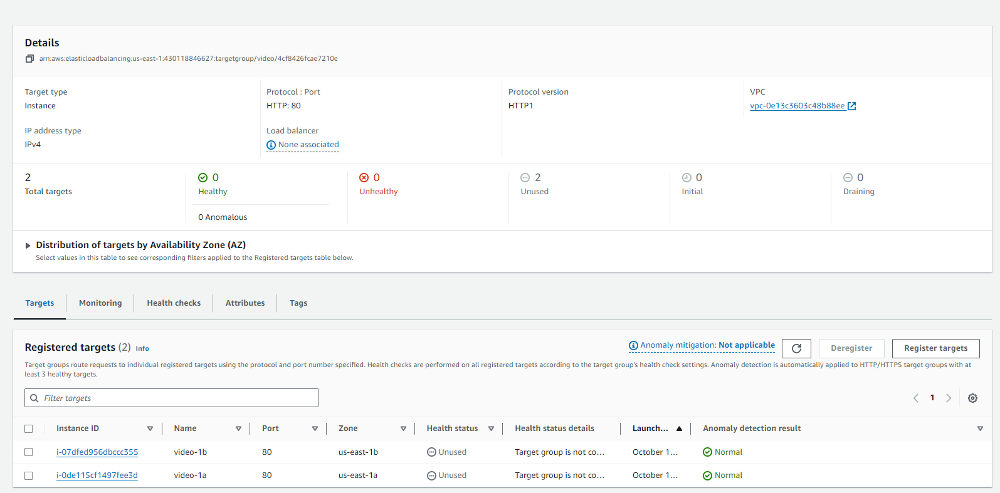 Details
arn:aws:elasticloadbalancing:us-east-1:430118846627:targetgroup/video/4cf8426fcae7210e
Target type
Instance
Protocol : Port
HTTP: 80
Protocol version
HTTP1
VPC
vpc-0e13c3603c48b88ee
IP address type
IPv4
Load balancer
None associated
2
Total targets
0
Healthy
0 Anomalous
0
Unhealthy
2
Unused
0
Initial
0
Draining
Distribution of targets by Availability Zone (AZ)
Select values in this table to see corresponding filters applied to the Registered targets table below.
Targets Monitoring Health checks Attributes Tags
Registered targets (2) Info
Anomaly mitigation: Not applicable
Deregister
Register targets
Target groups route requests to individual registered targets using the protocol and port number specified. Health checks are performed on all registered targets according to the target group's health check settings. Anomaly detection is automatically applied to HTTP/HTTPS target groups with at
least 3 healthy targets.
Filter targets
1
Instance ID Name Port Zone Health status Health status details Launch... Anomaly detection result
i-07dfed956dbccc355 video-1b 80 us-east-1b Unused Target group is not co... October 1... Normal
i-0de115cf1497fee3d video-1a 80 us-east-1a Unused Target group is not co... October 1... Normal